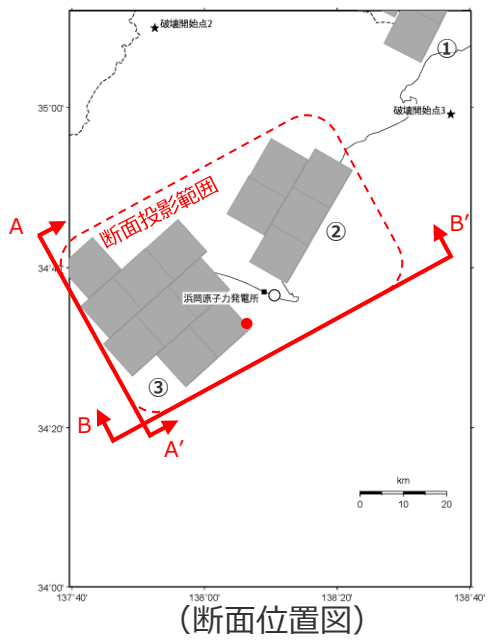 破壊開始点2
①
35°00′
破壊開始点3
断面投影範囲
A
B′
②
34°40′
浜岡原子力発電所
③
B
A′
34°20′
km
0 10 20
34°00′
137°40′ 138°00′ 138°20′ 138°40′
(断面位置図)